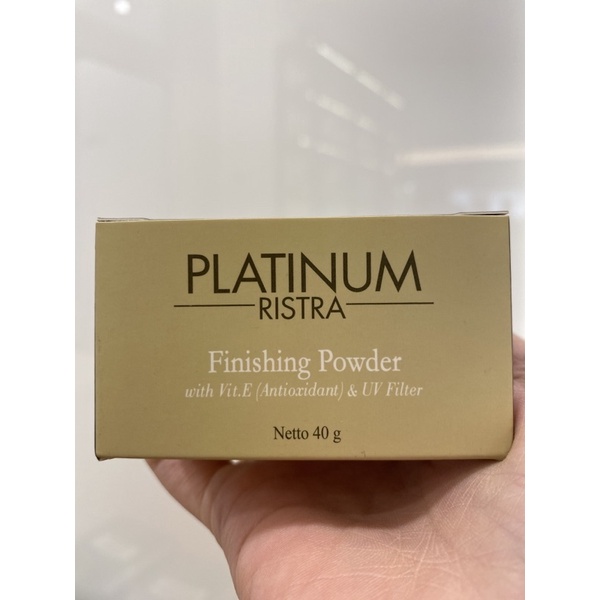 PLATINUM
RISTRA
Finishing Powder
with Vit.E (Antioxidant) & UV Filter
Netto 40 g